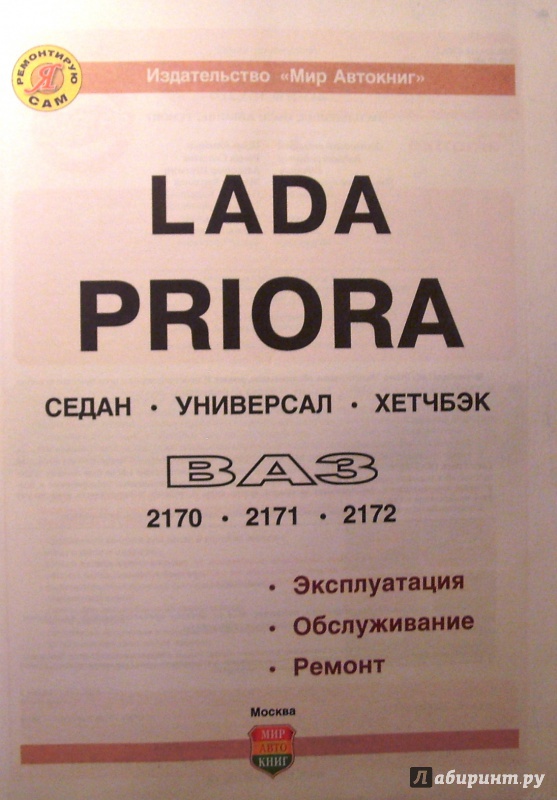 РЕМОНТИРУЮ
Я
САМ
Издательство «Мир Автокниг»
LADA
PRIORA
СЕДАН • УНИВЕРСАЛ • ХЕТЧБЭК
ВАЗ
2170 • 2171 • 2172
• Эксплуатация
• Обслуживание
• Ремонт
Москва
МИР
АВТО
КНИГ
Лабиринт.ру